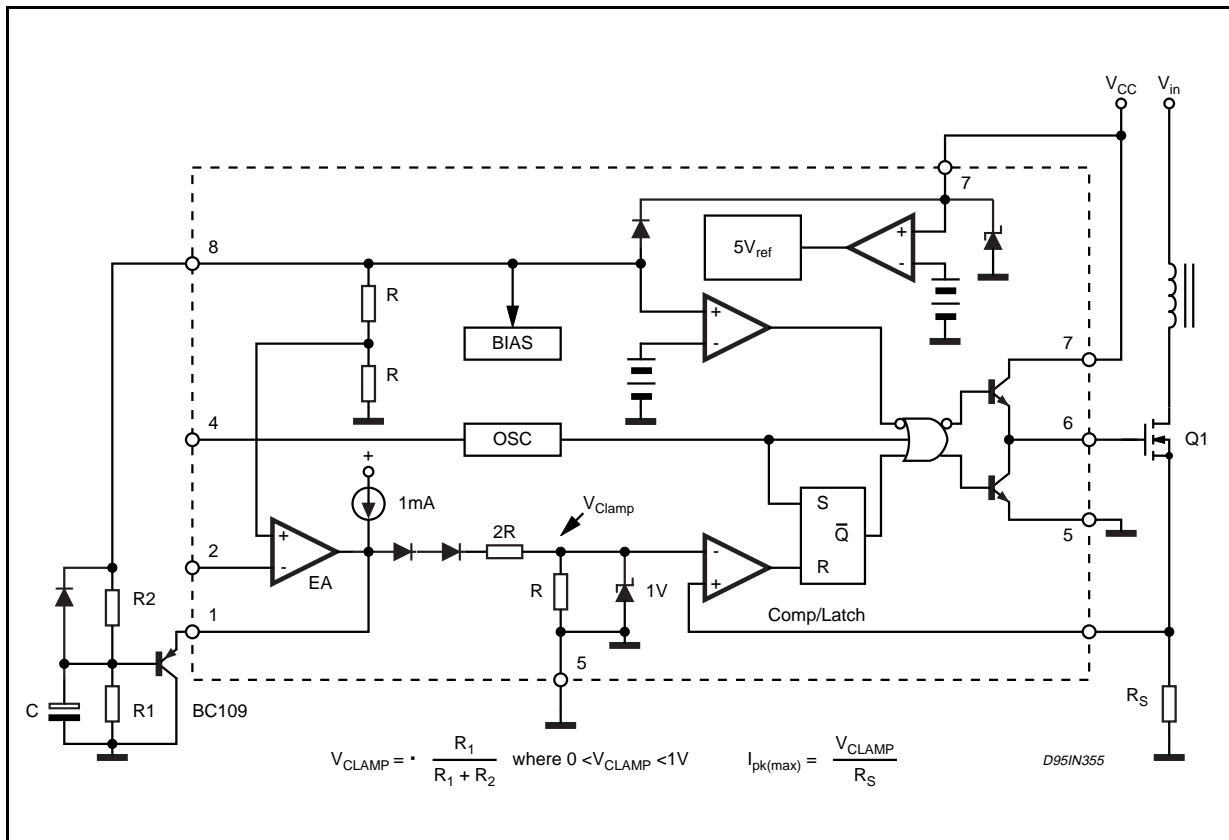 VCC Vin
7
8
5Vref
+
-
R
+
-
BIAS
R
7
4
OSC
6
Q1
+
1mA
VClamp
S
5
2R
Q̅
2
+
-
EA
-
+
R
R
1V
R2
1
Comp/Latch
5
RS
C
R1
BC109
VCLAMP = · R1 / R1 + R2 where 0 <VCLAMP <1V
Ipk(max) = VCLAMP / RS
D95IN355